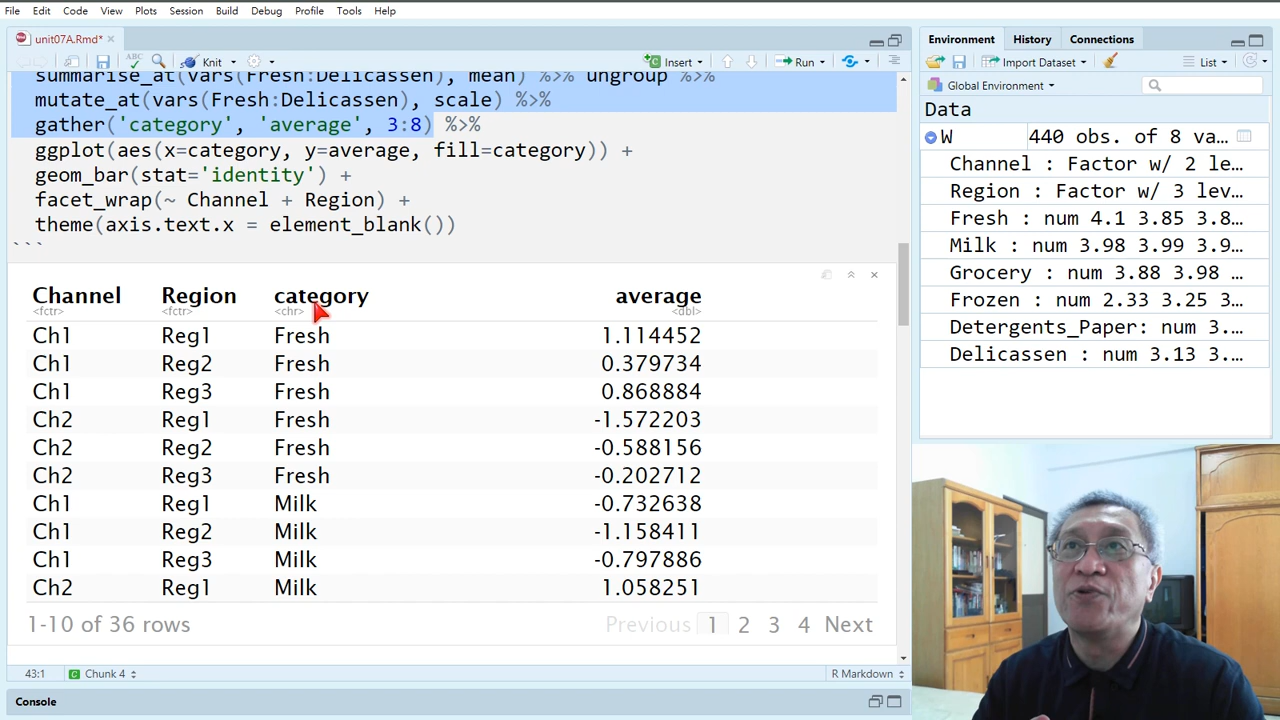 File Edit Code View Plots Session Build Debug Profile Tools Help
unit07A.Rmd*
ABC Knit Insert Run
summarise_at(vars(Fresh:Delicassen), mean) %>% ungroup %>%
mutate_at(vars(Fresh:Delicassen), scale) %>%
gather('category', 'average', 3:8) %>%
ggplot(aes(x=category, y=average, fill=category)) +
geom_bar(stat='identity') +
facet_wrap(~ Channel + Region) +
theme(axis.text.x = element_blank())
```
Channel Region category average
<fctr> <fctr> <chr> <dbl>
Ch1 Reg1 Fresh 1.114452
Ch1 Reg2 Fresh 0.379734
Ch1 Reg3 Fresh 0.868884
Ch2 Reg1 Fresh -1.572203
Ch2 Reg2 Fresh -0.588156
Ch2 Reg3 Fresh -0.202712
Ch1 Reg1 Milk -0.732638
Ch1 Reg2 Milk -1.158411
Ch1 Reg3 Milk -0.797886
Ch2 Reg1 Milk 1.058251
1-10 of 36 rows Previous 1 2 3 4 Next
43:1 Chunk 4 R Markdown
Console
Environment History Connections
Import Dataset List
Global Environment
Data
W 440 obs. of 8 va…
Channel : Factor w/ 2 le…
Region : Factor w/ 3 lev…
Fresh : num 4.1 3.85 3.8…
Milk : num 3.98 3.99 3.9…
Grocery : num 3.88 3.98 …
Frozen : num 2.33 3.25 3…
Detergents_Paper: num 3.…
Delicassen : num 3.13 3.…